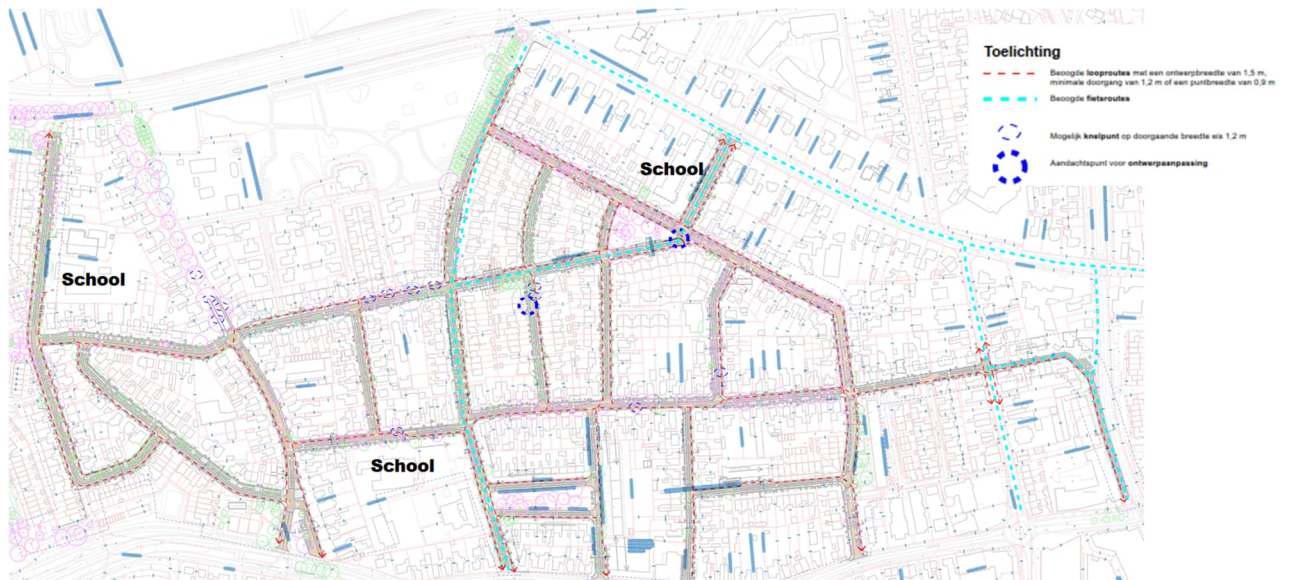 Toelichting
Beoogde looproutes met een ontwerpbreedte van 1,5 m,
minimale doorgang van 1,2 m of een puntbreedte van 0,9 m
Beoogde fietsroutes
Mogelijk knelpunt op doorgaande breedte eis 1,2 m
Aandachtspunt voor ontwerpaanpassing
School
School
School